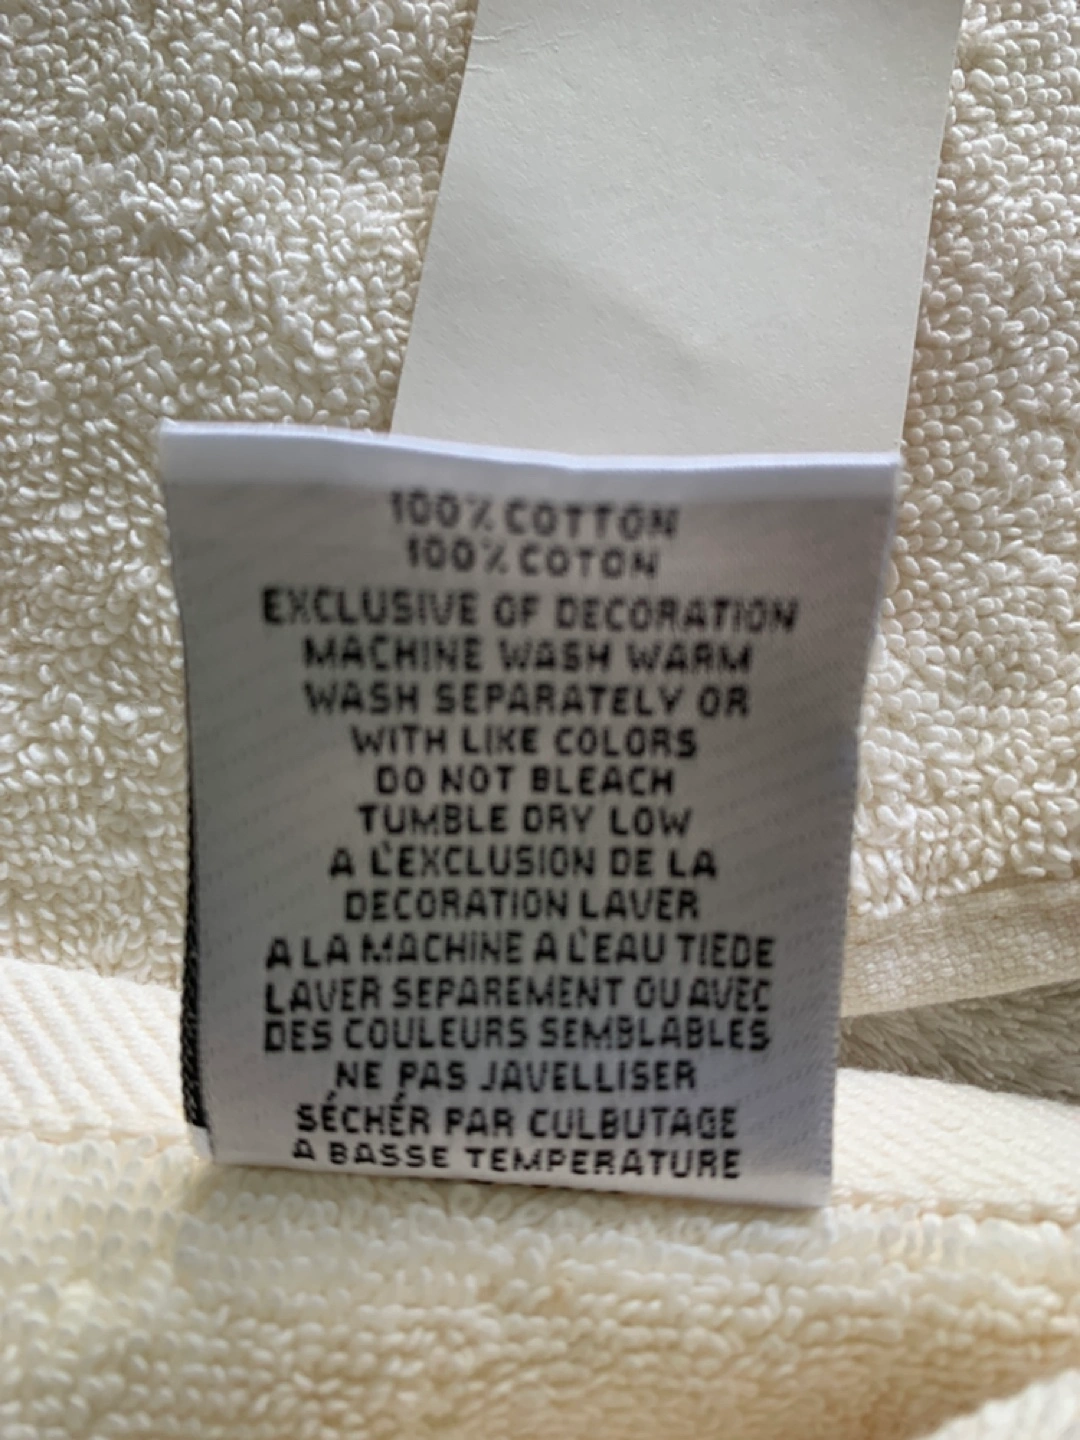 100% COTTON
100% COTON
EXCLUSIVE OF DECORATION
MACHINE WASH WARM
WASH SEPARATELY OR
WITH LIKE COLORS
DO NOT BLEACH
TUMBLE DRY LOW
A L'EXCLUSION DE LA
DECORATION LAVER
A LA MACHINE A L'EAU TIEDE
LAVER SEPAREMENT OU AVEC
DES COULEURS SEMBLABLES
NE PAS JAVELLISER
SÉCHÉR PAR CULBUTAGE
A BASSE TEMPERATURE